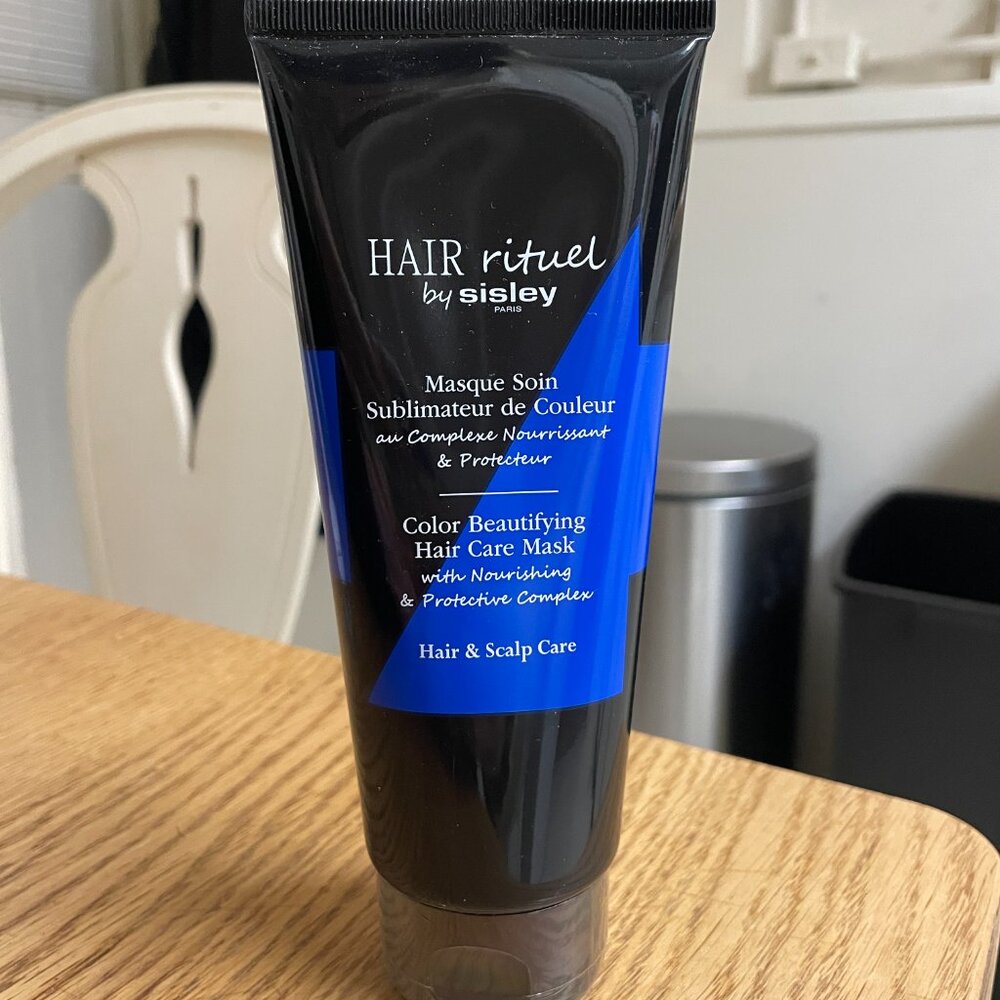 HAIR rituel
by sisley
PARIS
Masque Soin
Sublimateur de Couleur
au Complexe Nourrissant
& Protecteur
Color Beautifying
Hair Care Mask
with Nourishing
& Protective Complex
Hair & Scalp Care